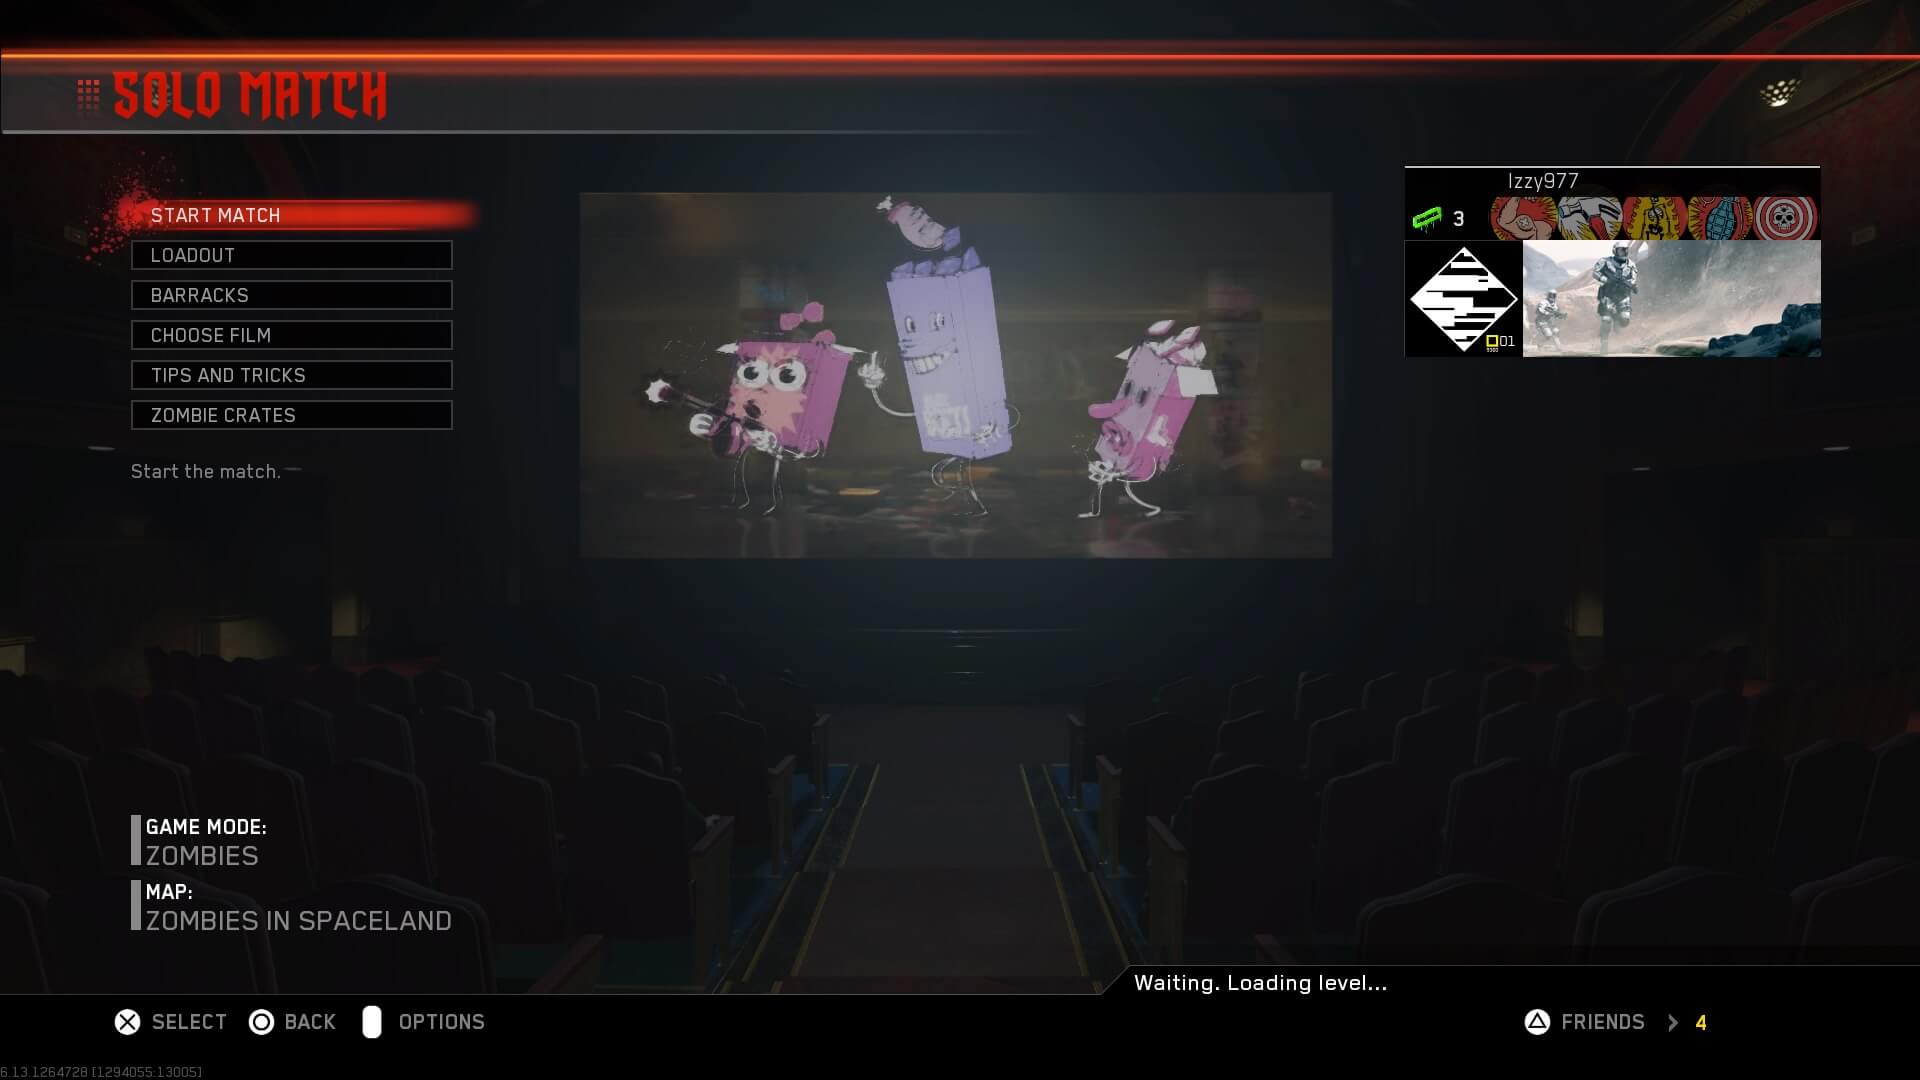 SOLO MATCH
START MATCH
LOADOUT
BARRACKS
CHOOSE FILM
TIPS AND TRICKS
ZOMBIE CRATES
Start the match.
Izzy977
3
01
GAME MODE:
ZOMBIES
MAP:
ZOMBIES IN SPACELAND
Waiting. Loading level...
SELECT
BACK
OPTIONS
FRIENDS > 4
6.13.1264728 [1294055:13005]